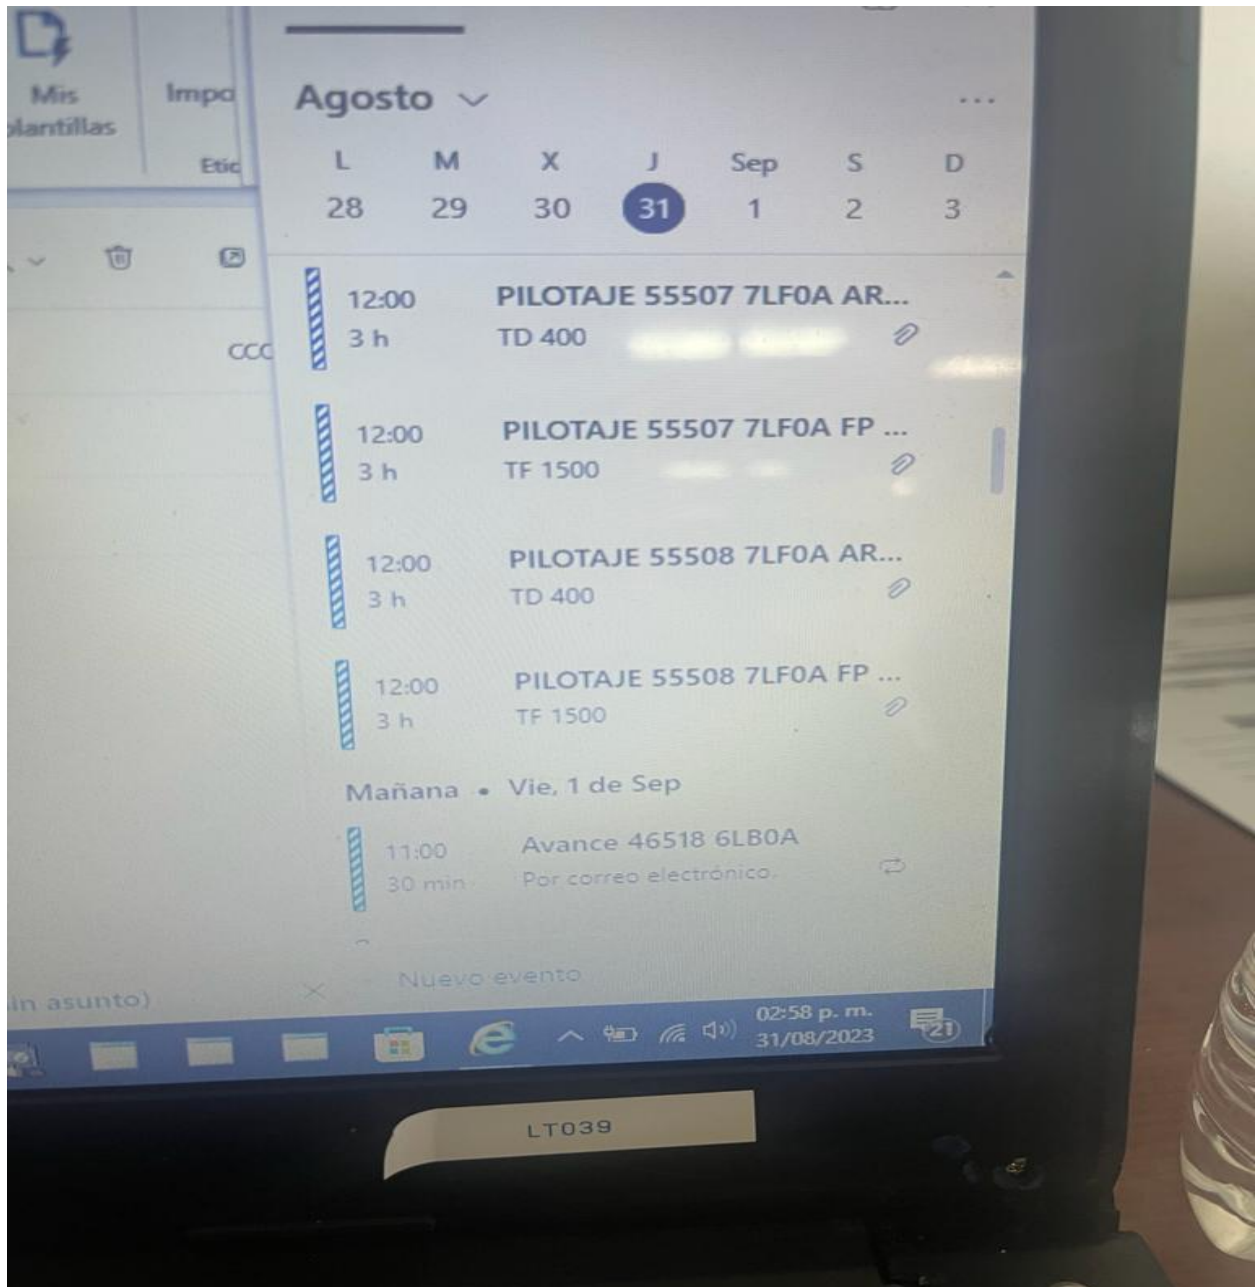 Mis
plantillas
Impo
Etiq
CCO
in asunto)
Agosto
...
L M X J Sep S D
28 29 30 31 1 2 3
12:00 PILOTAJE 55507 7LF0A AR...
3 h TD 400
12:00 PILOTAJE 55507 7LF0A FP ...
3 h TF 1500
12:00 PILOTAJE 55508 7LF0A AR...
3 h TD 400
12:00 PILOTAJE 55508 7LF0A FP ...
3 h TF 1500
Mañana • Vie, 1 de Sep
11:00 Avance 46518 6LB0A
30 min Por correo electrónico.
Nuevo evento
02:58 p. m.
31/08/2023
21
LT039